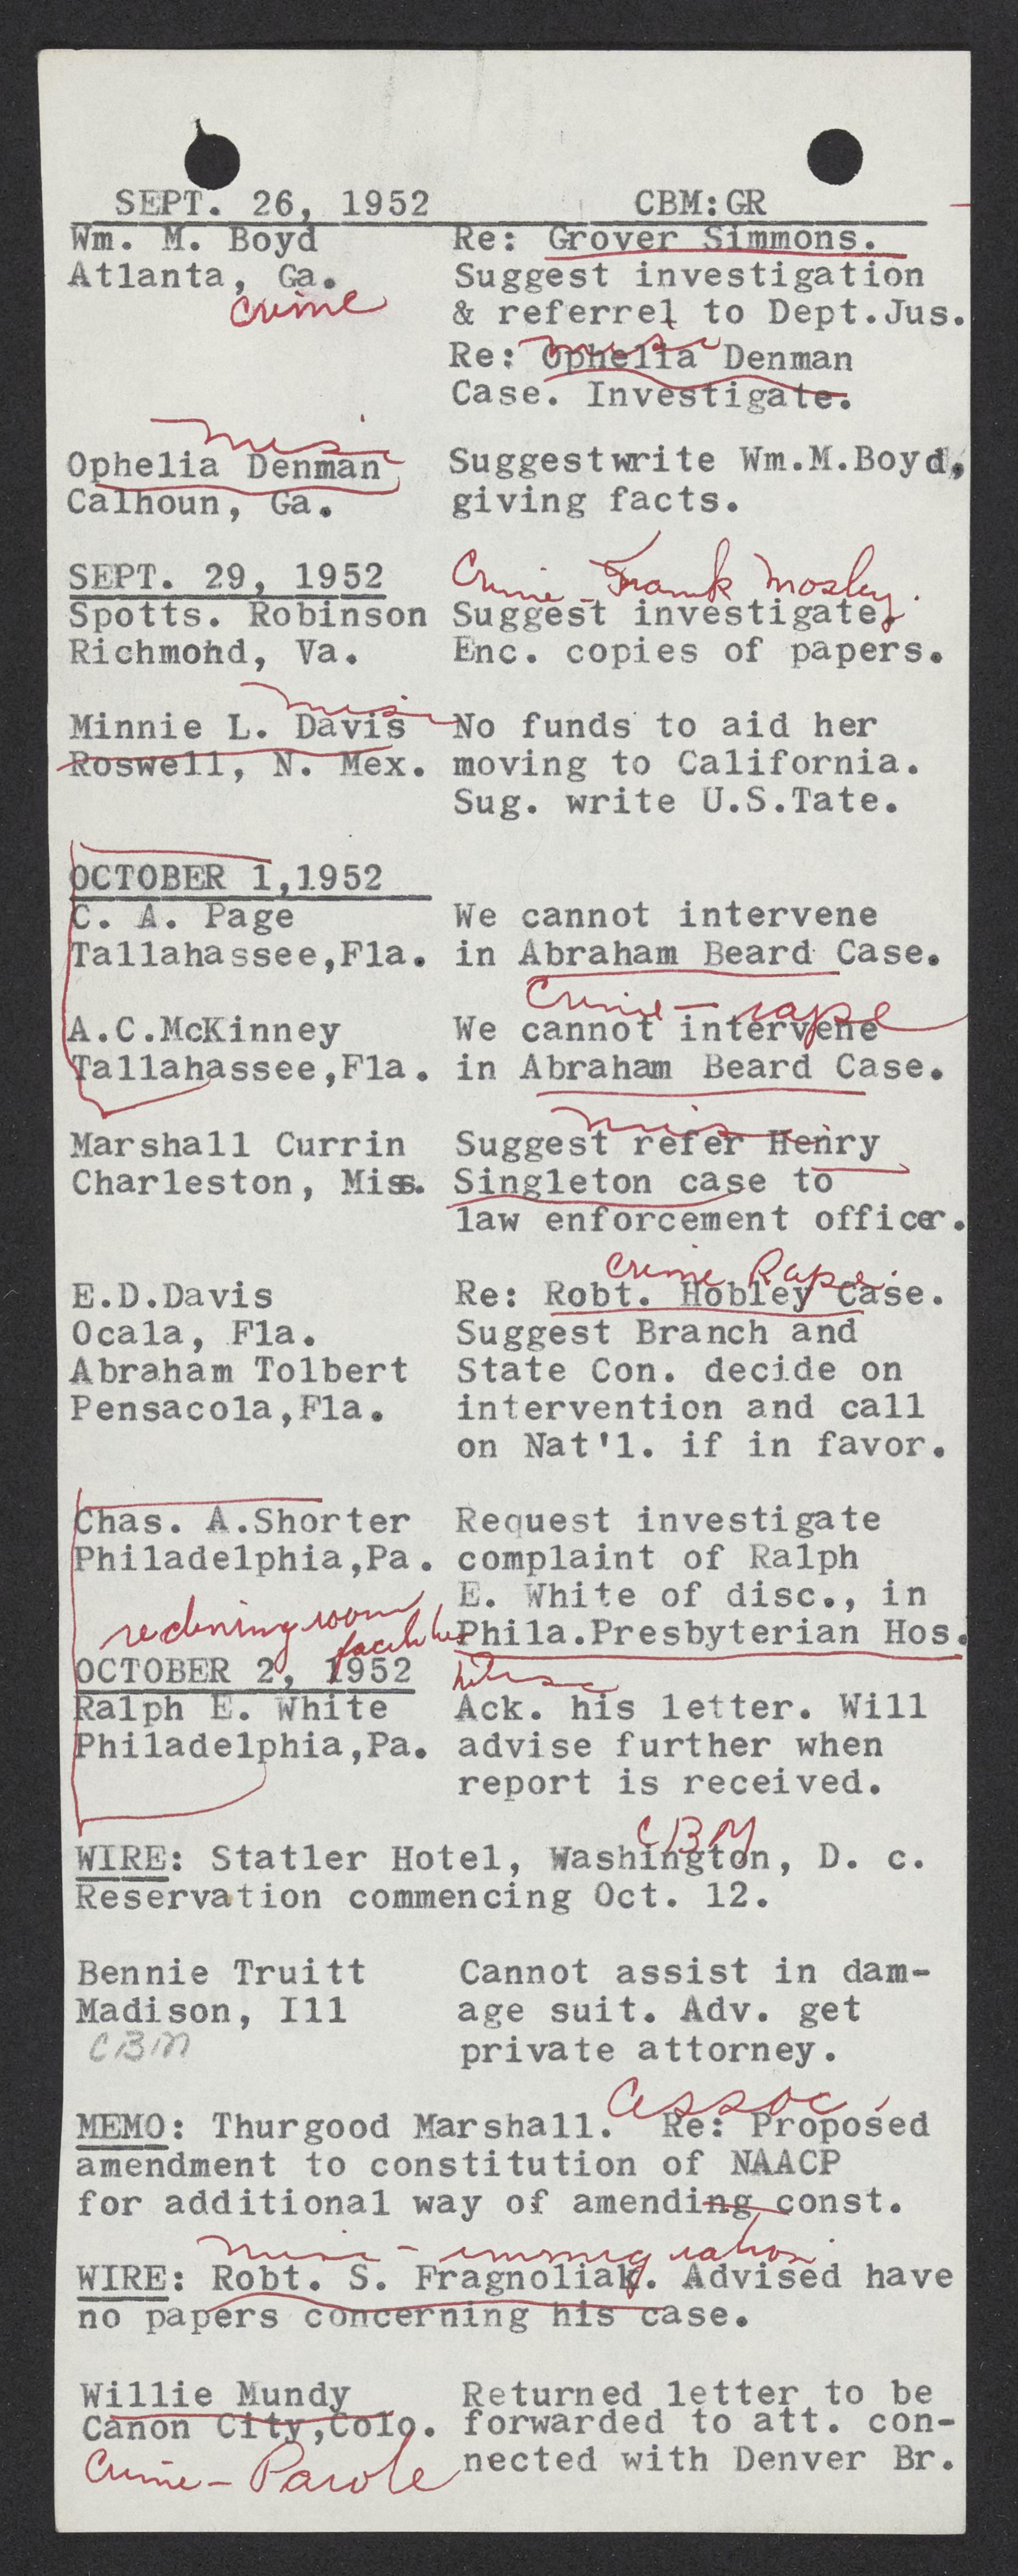 SEPT. 26, 1952 CBM:GR
Wm. M. Boyd Re: Grover Simmons.
Atlanta, Ga. Suggest investigation
crime & referrel to Dept.Jus.
misc
Re: Ophelia Denman
Case. Investigate.
misc
Ophelia Denman Suggestwrite Wm.M.Boyd,
Calhoun, Ga. giving facts.
Crime - Frank Mosley.
SEPT. 29, 1952
Spotts. Robinson Suggest investigate,
Richmond, Va. Enc. copies of papers.
misc
Minnie L. Davis No funds to aid her
Roswell, N. Mex. moving to California.
Sug. write U.S.Tate.
OCTOBER 1,1952
C. A. Page We cannot intervene
Tallahassee,Fla. in Abraham Beard Case.
Crime - rape
A.C.McKinney We cannot intervene
Tallahassee,Fla. in Abraham Beard Case.
misc
Marshall Currin Suggest refer Henry
Charleston, Miss. Singleton case to
law enforcement officer.
Crime Rape.
E.D.Davis Re: Robt. Hobley Case.
Ocala, Fla. Suggest Branch and
Abraham Tolbert State Con. decide on
Pensacola,Fla. intervention and call
on Nat'l. if in favor.
Chas. A.Shorter Request investigate
Philadelphia,Pa. complaint of Ralph
E. White of disc., in
redining room facilities Phila.Presbyterian Hos.
OCTOBER 2, 1952
Ralph E. White Ack. his letter. Will
Philadelphia,Pa. advise further when
report is received.
CBM
WIRE: Statler Hotel, Washington, D. c.
Reservation commencing Oct. 12.
Bennie Truitt Cannot assist in dam-
Madison, Ill age suit. Adv. get
CBM private attorney.
Assoc.
MEMO: Thurgood Marshall. Re: Proposed
amendment to constitution of NAACP
for additional way of amending const.
misc - immigration
WIRE: Robt. S. Fragnoliak. Advised have
no papers concerning his case.
Willie Mundy Returned letter to be
Canon City,Colo. forwarded to att. con-
Crime - Parole nected with Denver Br.